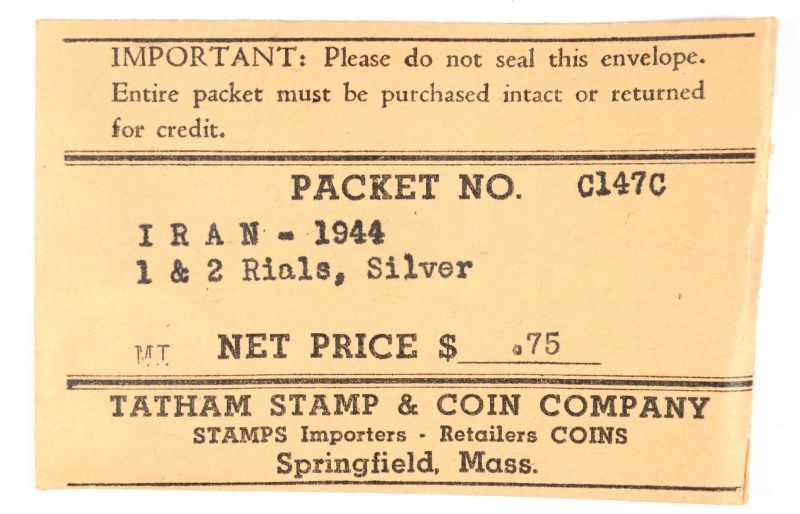 IMPORTANT: Please do not seal this envelope.
Entire packet must be purchased intact or returned
for credit.
PACKET NO. C147C
I R A N - 1944
1 & 2 Rials, Silver
MT NET PRICE $ .75
TATHAM STAMP & COIN COMPANY
STAMPS Importers - Retailers COINS
Springfield, Mass.